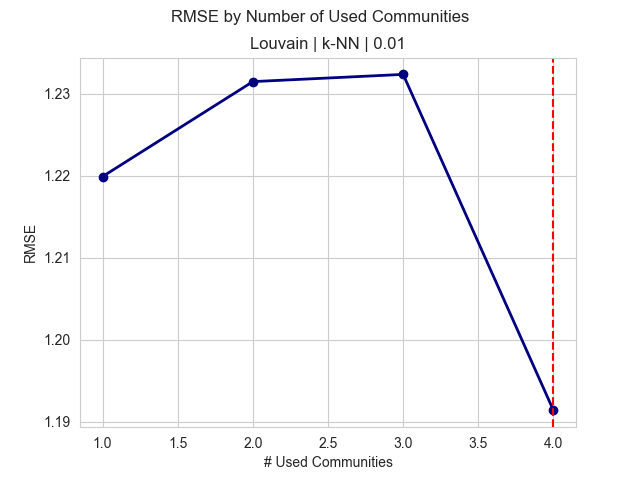 RMSE by Number of Used Communities
Louvain | k-NN | 0.01
1.23
1.22
1.21
1.20
1.19
RMSE
1.0 1.5 2.0 2.5 3.0 3.5 4.0
# Used Communities